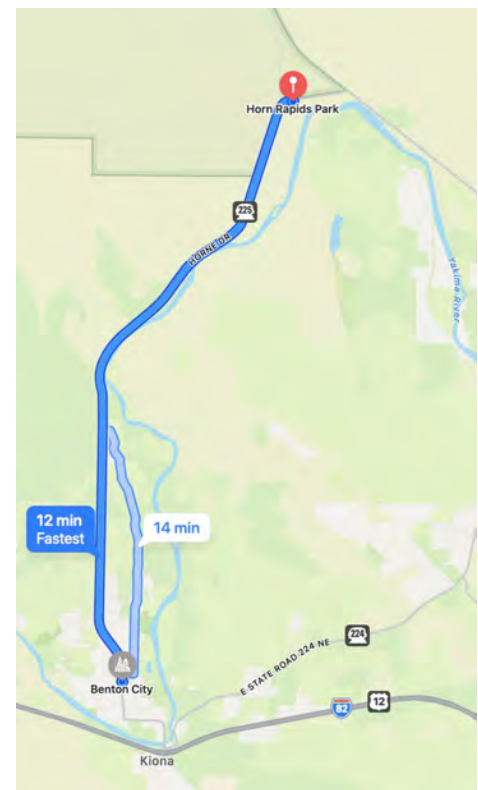 Horn Rapids Park
225
HORNE DR
Yakima River
12 min
Fastest
14 min
224
E STATE ROAD 224 NE
Benton City
82
12
Kiona